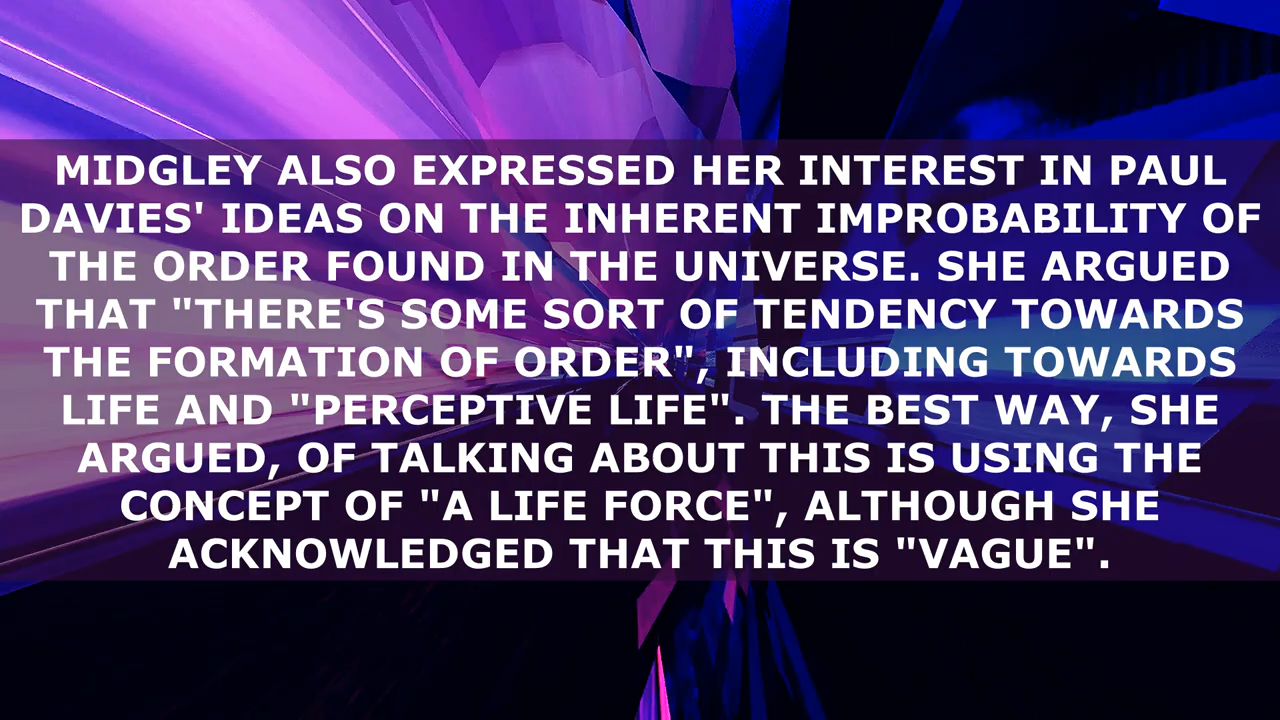 MIDGLEY ALSO EXPRESSED HER INTEREST IN PAUL
DAVIES' IDEAS ON THE INHERENT IMPROBABILITY OF
THE ORDER FOUND IN THE UNIVERSE. SHE ARGUED
THAT "THERE'S SOME SORT OF TENDENCY TOWARDS
THE FORMATION OF ORDER", INCLUDING TOWARDS
LIFE AND "PERCEPTIVE LIFE". THE BEST WAY, SHE
ARGUED, OF TALKING ABOUT THIS IS USING THE
CONCEPT OF "A LIFE FORCE", ALTHOUGH SHE
ACKNOWLEDGED THAT THIS IS "VAGUE".